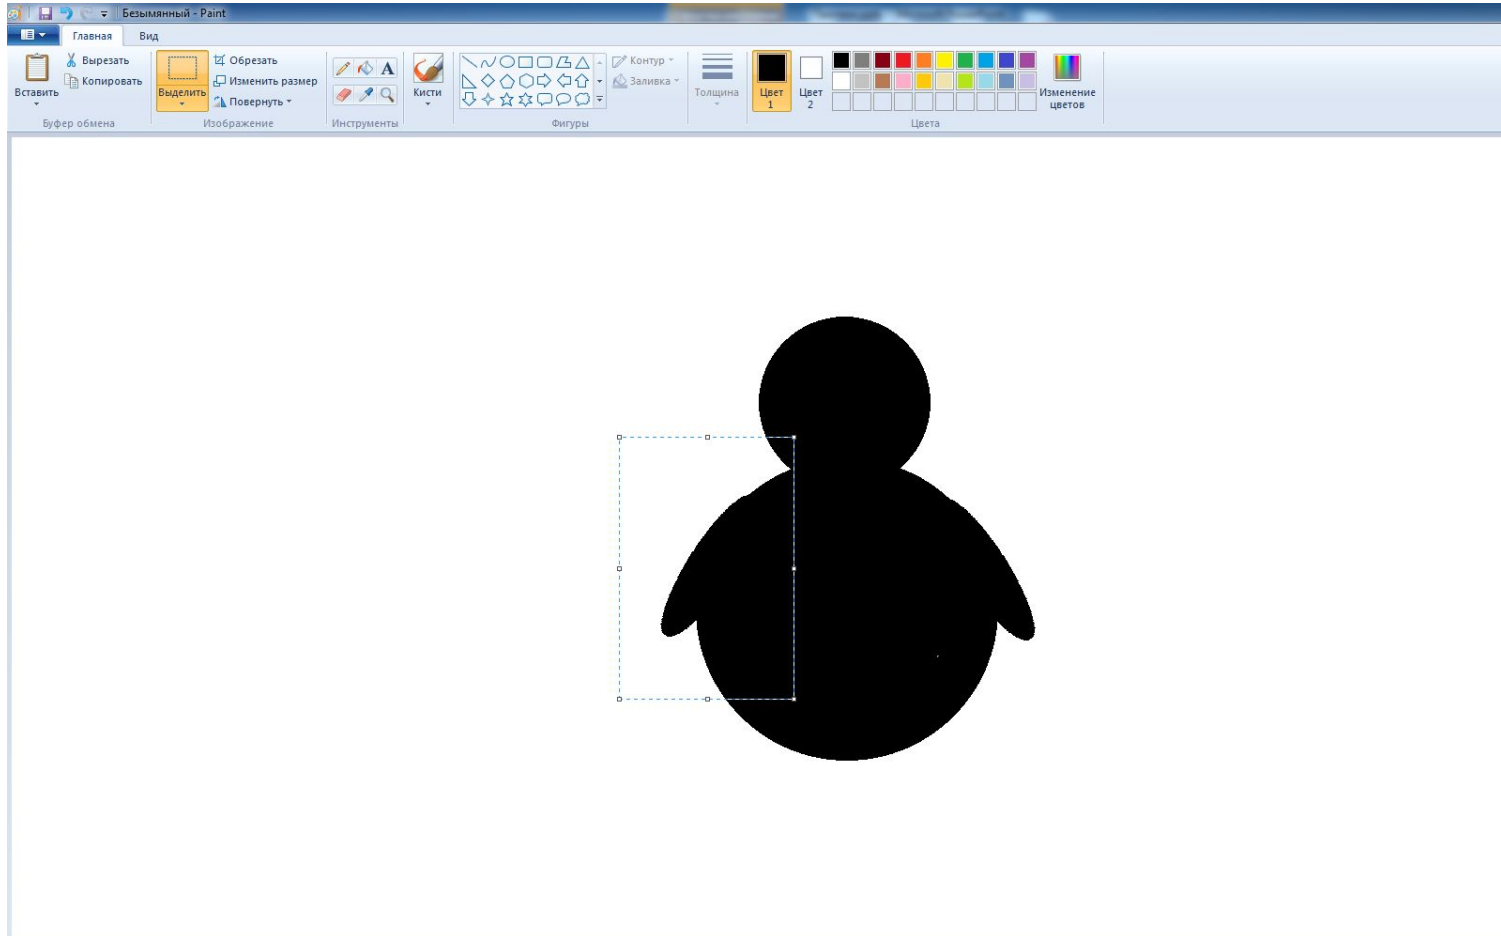 Безымянный - Paint
Главная Вид
Вставить
Вырезать
Копировать
Буфер обмена
Выделить
Обрезать
Изменить размер
Повернуть
Изображение
A
Инструменты
Кисти
Контур
Заливка
Фигуры
Толщина
Цвет
1
Цвет
2
Изменение
цветов
Цвета